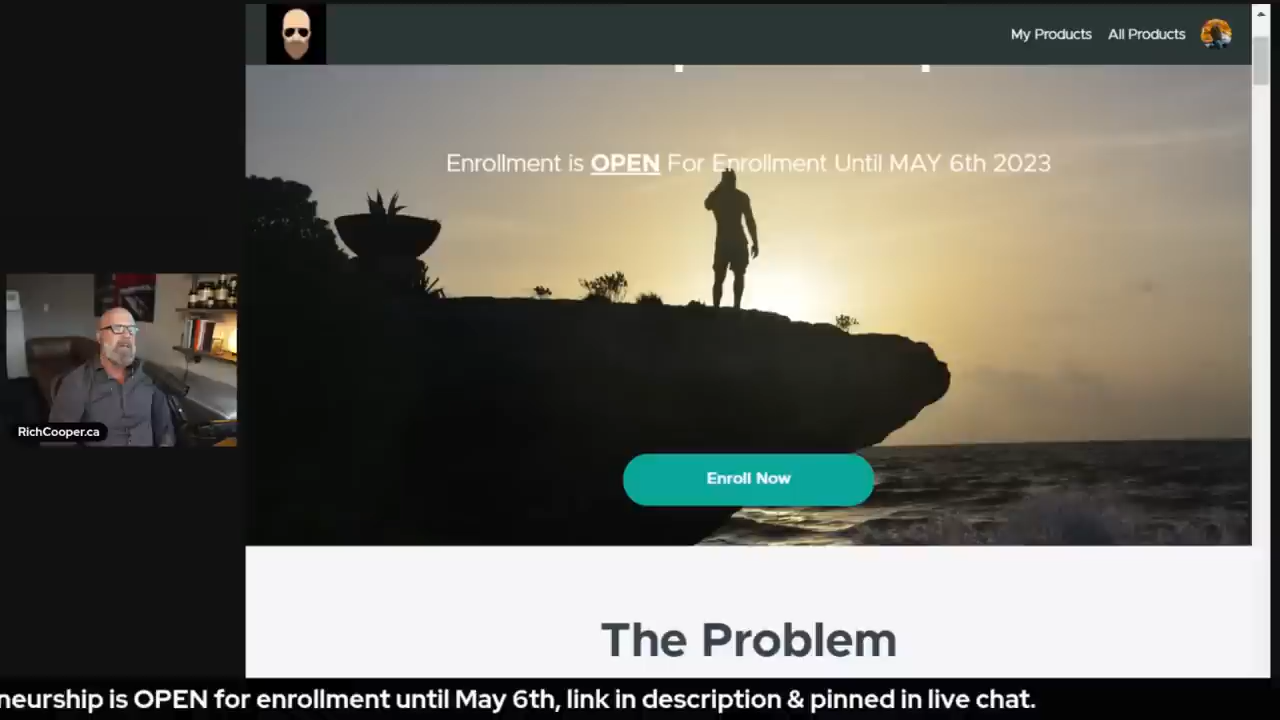 My Products All Products
Enrollment is OPEN For Enrollment Until MAY 6th 2023
RichCooper.ca
Enroll Now
The Problem
neurship is OPEN for enrollment until May 6th, link in description & pinned in live chat.